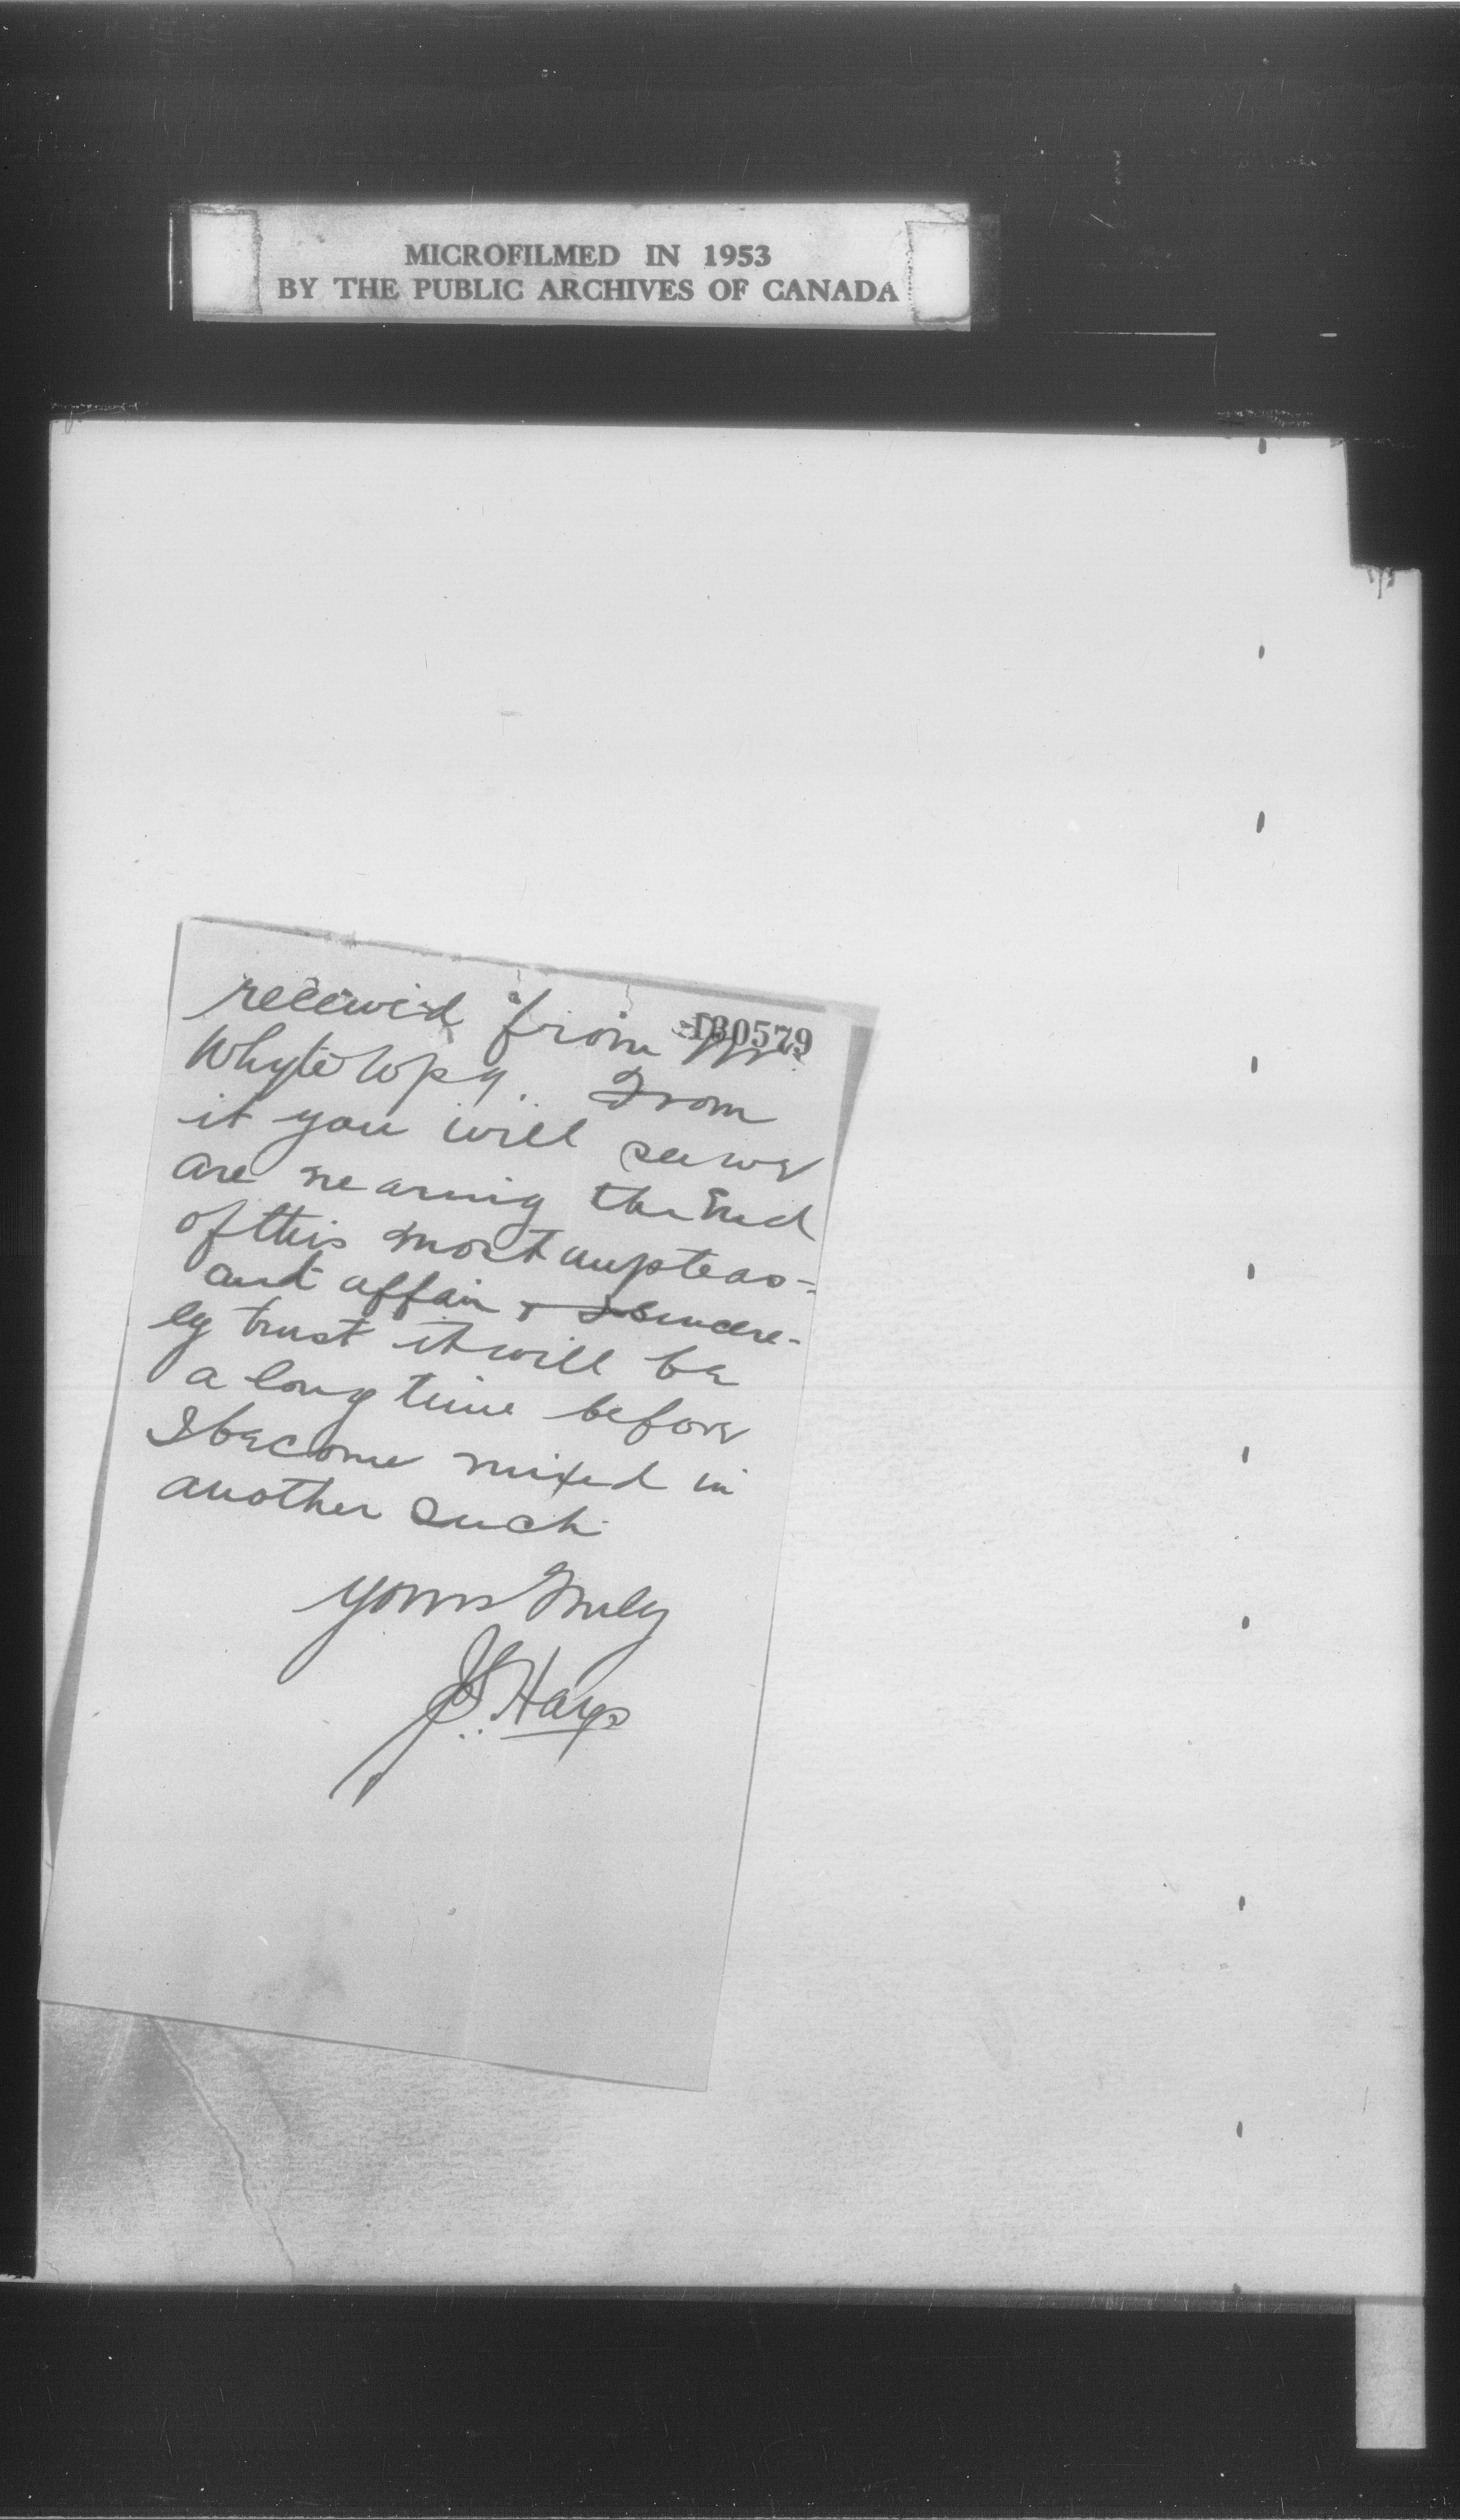 MICROFILMED IN 1953
BY THE PUBLIC ARCHIVES OF CANADA
130579
received from Mr.
Whyte Wpg. From
it you will see we
are nearing the end
of this most unpleas=
ant affair & I sincere-
ly trust it will be
a long time before
I become mixed in
another such
yours truly
Hays